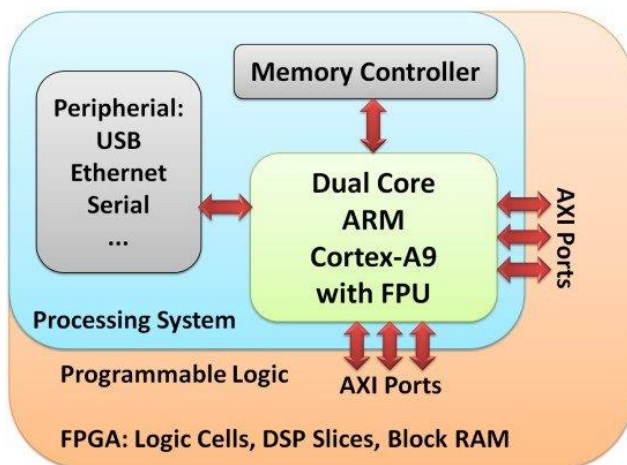 Memory Controller
Peripherial:
USB
Ethernet
Serial
...
Dual Core
ARM
Cortex-A9
with FPU
AXI Ports
Processing System
Programmable Logic
AXI Ports
FPGA: Logic Cells, DSP Slices, Block RAM